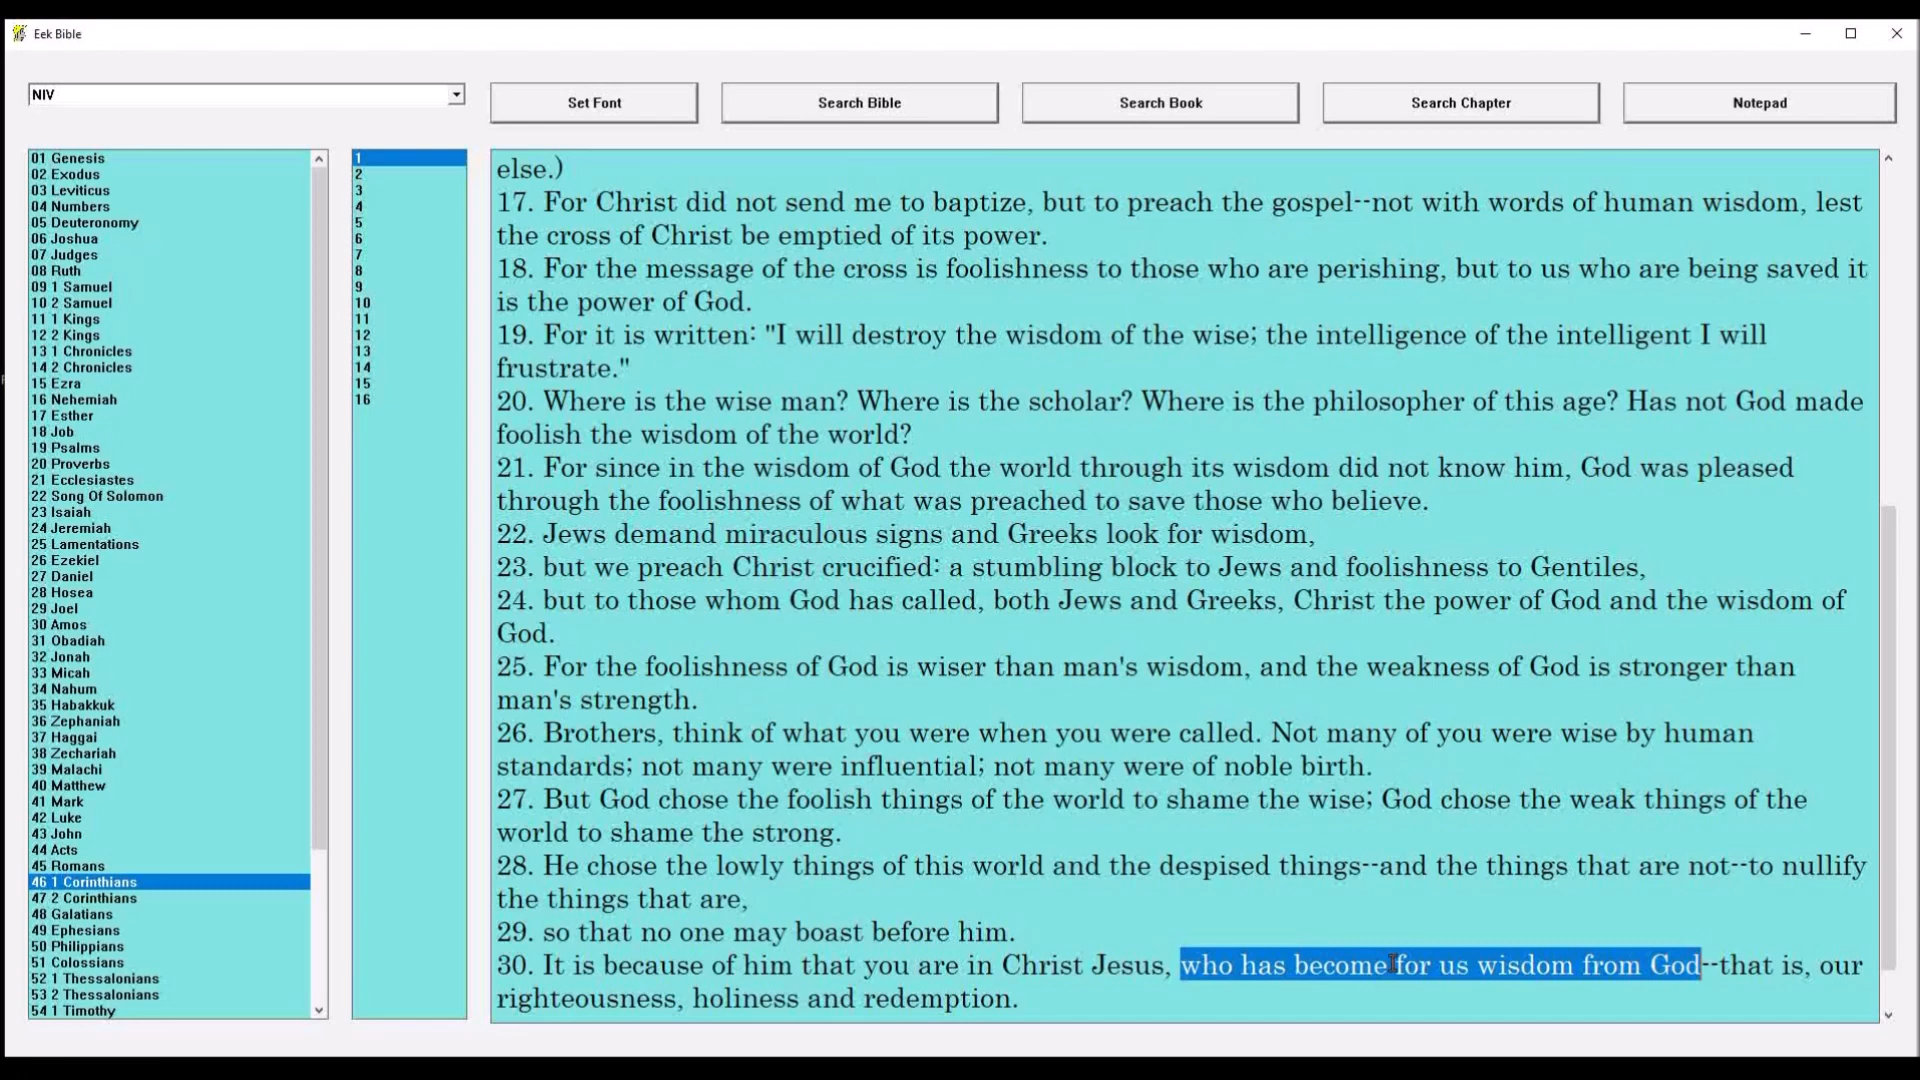 Eek Bible
NIV
Set Font
Search Bible
Search Book
Search Chapter
Notepad
01 Genesis
02 Exodus
03 Leviticus
04 Numbers
05 Deuteronomy
06 Joshua
07 Judges
08 Ruth
09 1 Samuel
10 2 Samuel
11 1 Kings
12 2 Kings
13 1 Chronicles
14 2 Chronicles
15 Ezra
16 Nehemiah
17 Esther
18 Job
19 Psalms
20 Proverbs
21 Ecclesiastes
22 Song Of Solomon
23 Isaiah
24 Jeremiah
25 Lamentations
26 Ezekiel
27 Daniel
28 Hosea
29 Joel
30 Amos
31 Obadiah
32 Jonah
33 Micah
34 Nahum
35 Habakkuk
36 Zephaniah
37 Haggai
38 Zechariah
39 Malachi
40 Matthew
41 Mark
42 Luke
43 John
44 Acts
45 Romans
46 1 Corinthians
47 2 Corinthians
48 Galatians
49 Ephesians
50 Philippians
51 Colossians
52 1 Thessalonians
53 2 Thessalonians
54 1 Timothy
1
2
3
4
5
6
7
8
9
10
11
12
13
14
15
16
else.)
17. For Christ did not send me to baptize, but to preach the gospel--not with words of human wisdom, lest
the cross of Christ be emptied of its power.
18. For the message of the cross is foolishness to those who are perishing, but to us who are being saved it
is the power of God.
19. For it is written: "I will destroy the wisdom of the wise; the intelligence of the intelligent I will
frustrate."
20. Where is the wise man? Where is the scholar? Where is the philosopher of this age? Has not God made
foolish the wisdom of the world?
21. For since in the wisdom of God the world through its wisdom did not know him, God was pleased
through the foolishness of what was preached to save those who believe.
22. Jews demand miraculous signs and Greeks look for wisdom,
23. but we preach Christ crucified: a stumbling block to Jews and foolishness to Gentiles,
24. but to those whom God has called, both Jews and Greeks, Christ the power of God and the wisdom of
God.
25. For the foolishness of God is wiser than man's wisdom, and the weakness of God is stronger than
man's strength.
26. Brothers, think of what you were when you were called. Not many of you were wise by human
standards; not many were influential; not many were of noble birth.
27. But God chose the foolish things of the world to shame the wise; God chose the weak things of the
world to shame the strong.
28. He chose the lowly things of this world and the despised things--and the things that are not--to nullify
the things that are,
29. so that no one may boast before him.
30. It is because of him that you are in Christ Jesus, who has become for us wisdom from God--that is, our
righteousness, holiness and redemption.